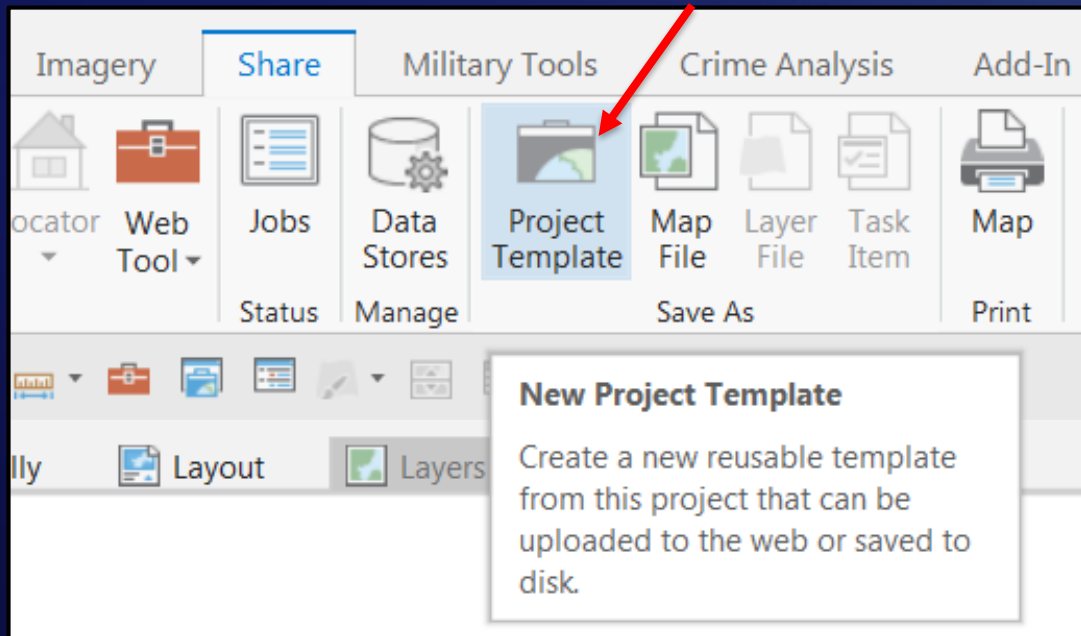 Imagery Share Military Tools Crime Analysis Add-In
ocator Web Tool Jobs Data Stores Project Template Map File Layer File Task Item Map
Status Manage Save As Print
lly Layout Layers
New Project Template
Create a new reusable template
from this project that can be
uploaded to the web or saved to
disk.